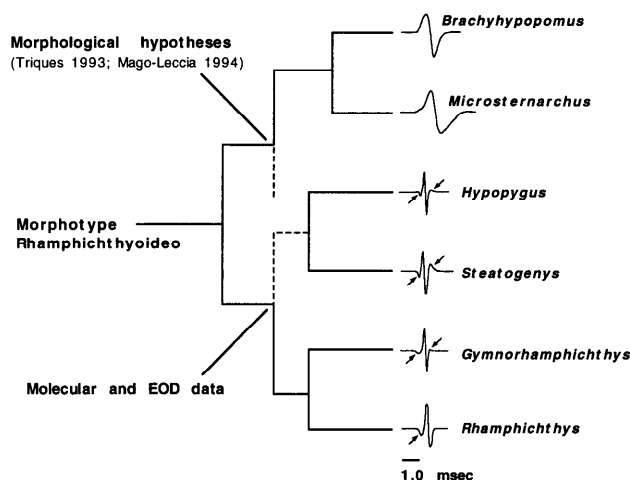 Brachyhypopomus
Morphological hypotheses
(Triques 1993; Mago-Leccia 1994)
Microsternarchus
Hypopygus
Morphotype
Rhamphichthyoideo
Steatogenys
Gymnorhamphichthys
Molecular and EOD data
Rhamphichthys
1.0 msec